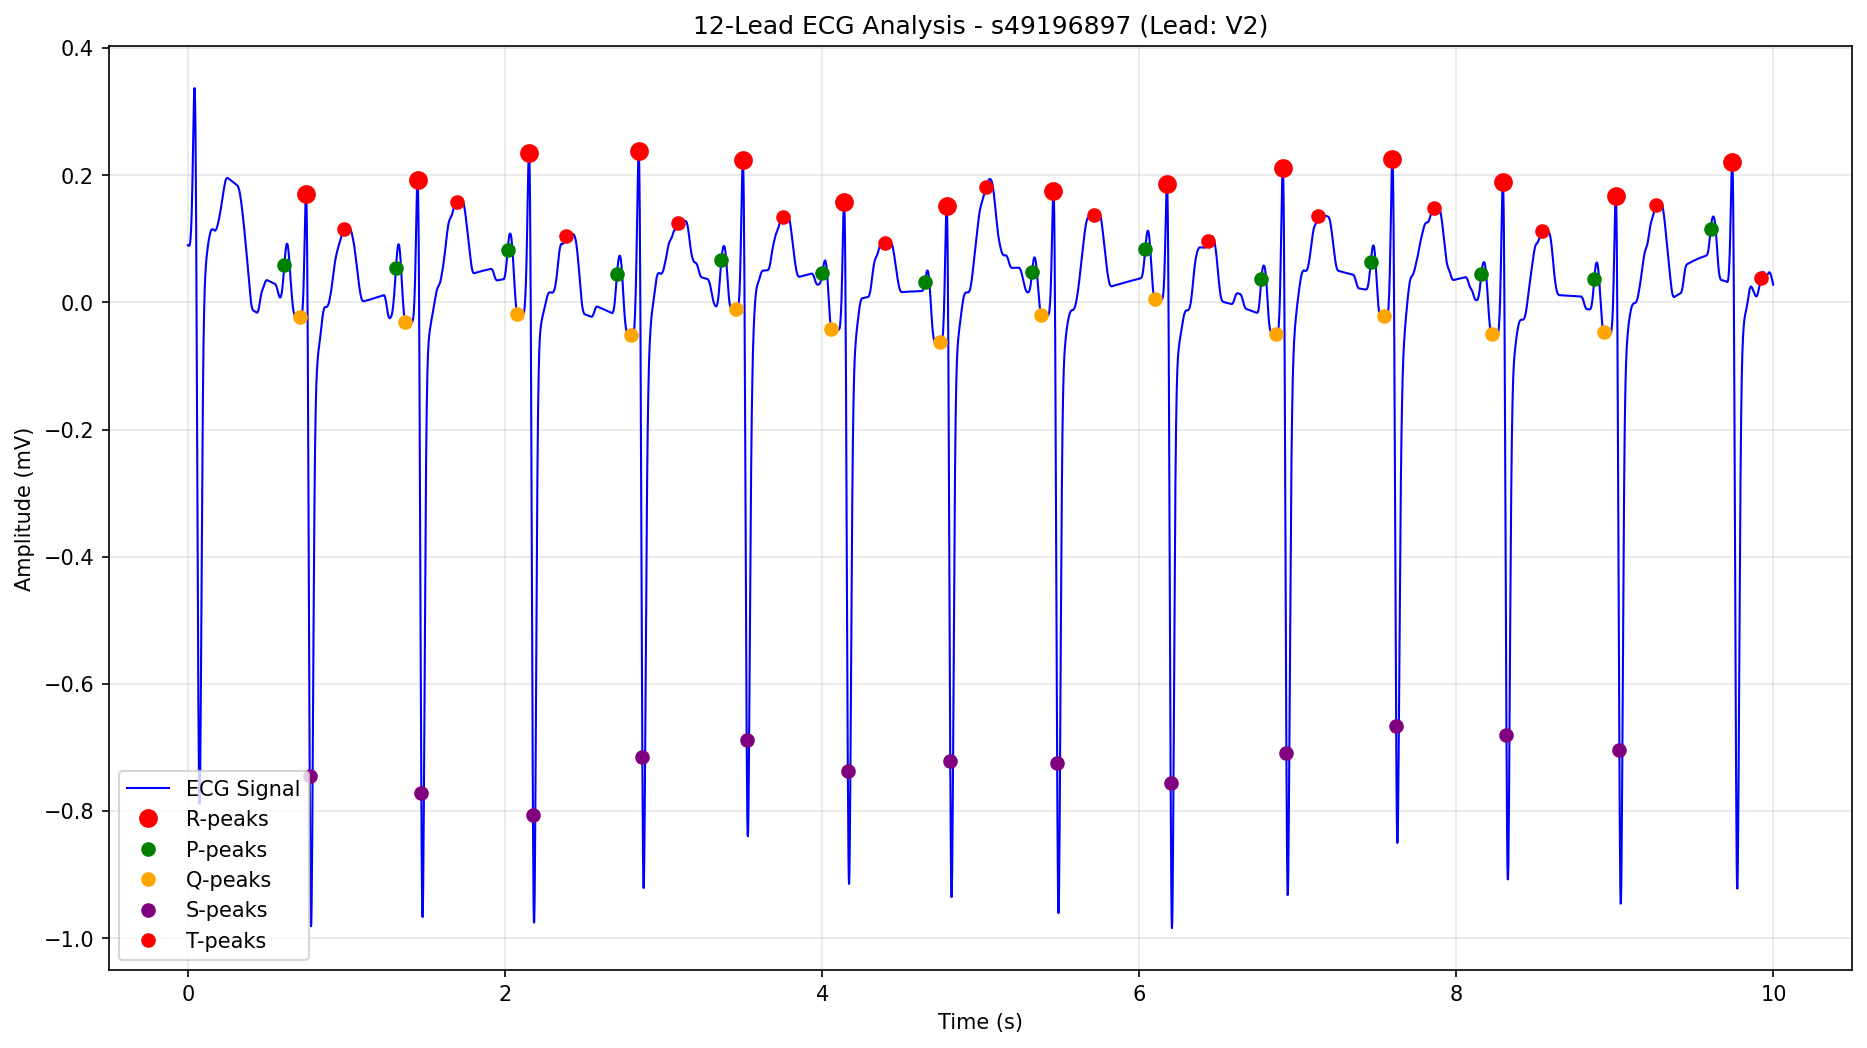 12-Lead ECG Analysis - s49196897 (Lead: V2)
0.4
0.2
0.0
−0.2
−0.4
−0.6
−0.8
−1.0
Amplitude (mV)
ECG Signal
R-peaks
P-peaks
Q-peaks
S-peaks
T-peaks
0 2 4 6 8 10
Time (s)